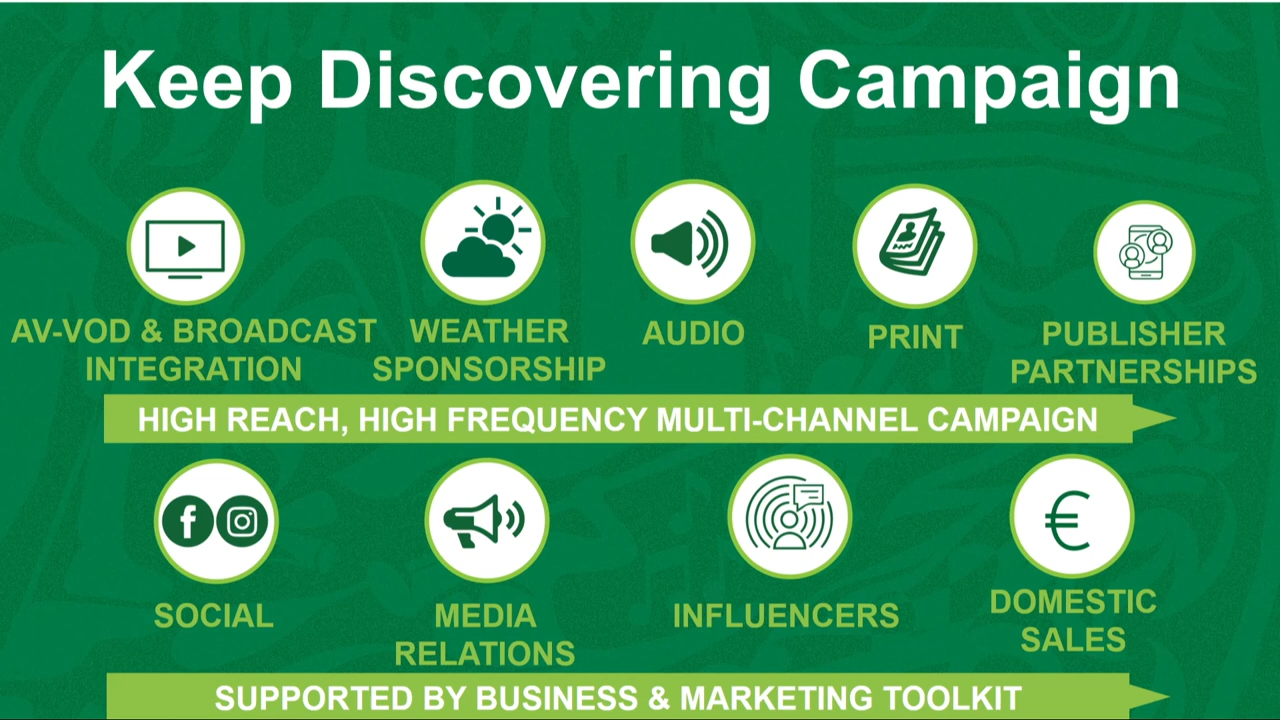 Keep Discovering Campaign
AV-VOD & BROADCAST
INTEGRATION
WEATHER
SPONSORSHIP
AUDIO
PRINT
PUBLISHER
PARTNERSHIPS
HIGH REACH, HIGH FREQUENCY MULTI-CHANNEL CAMPAIGN
SOCIAL
MEDIA
RELATIONS
INFLUENCERS
DOMESTIC
SALES
SUPPORTED BY BUSINESS & MARKETING TOOLKIT